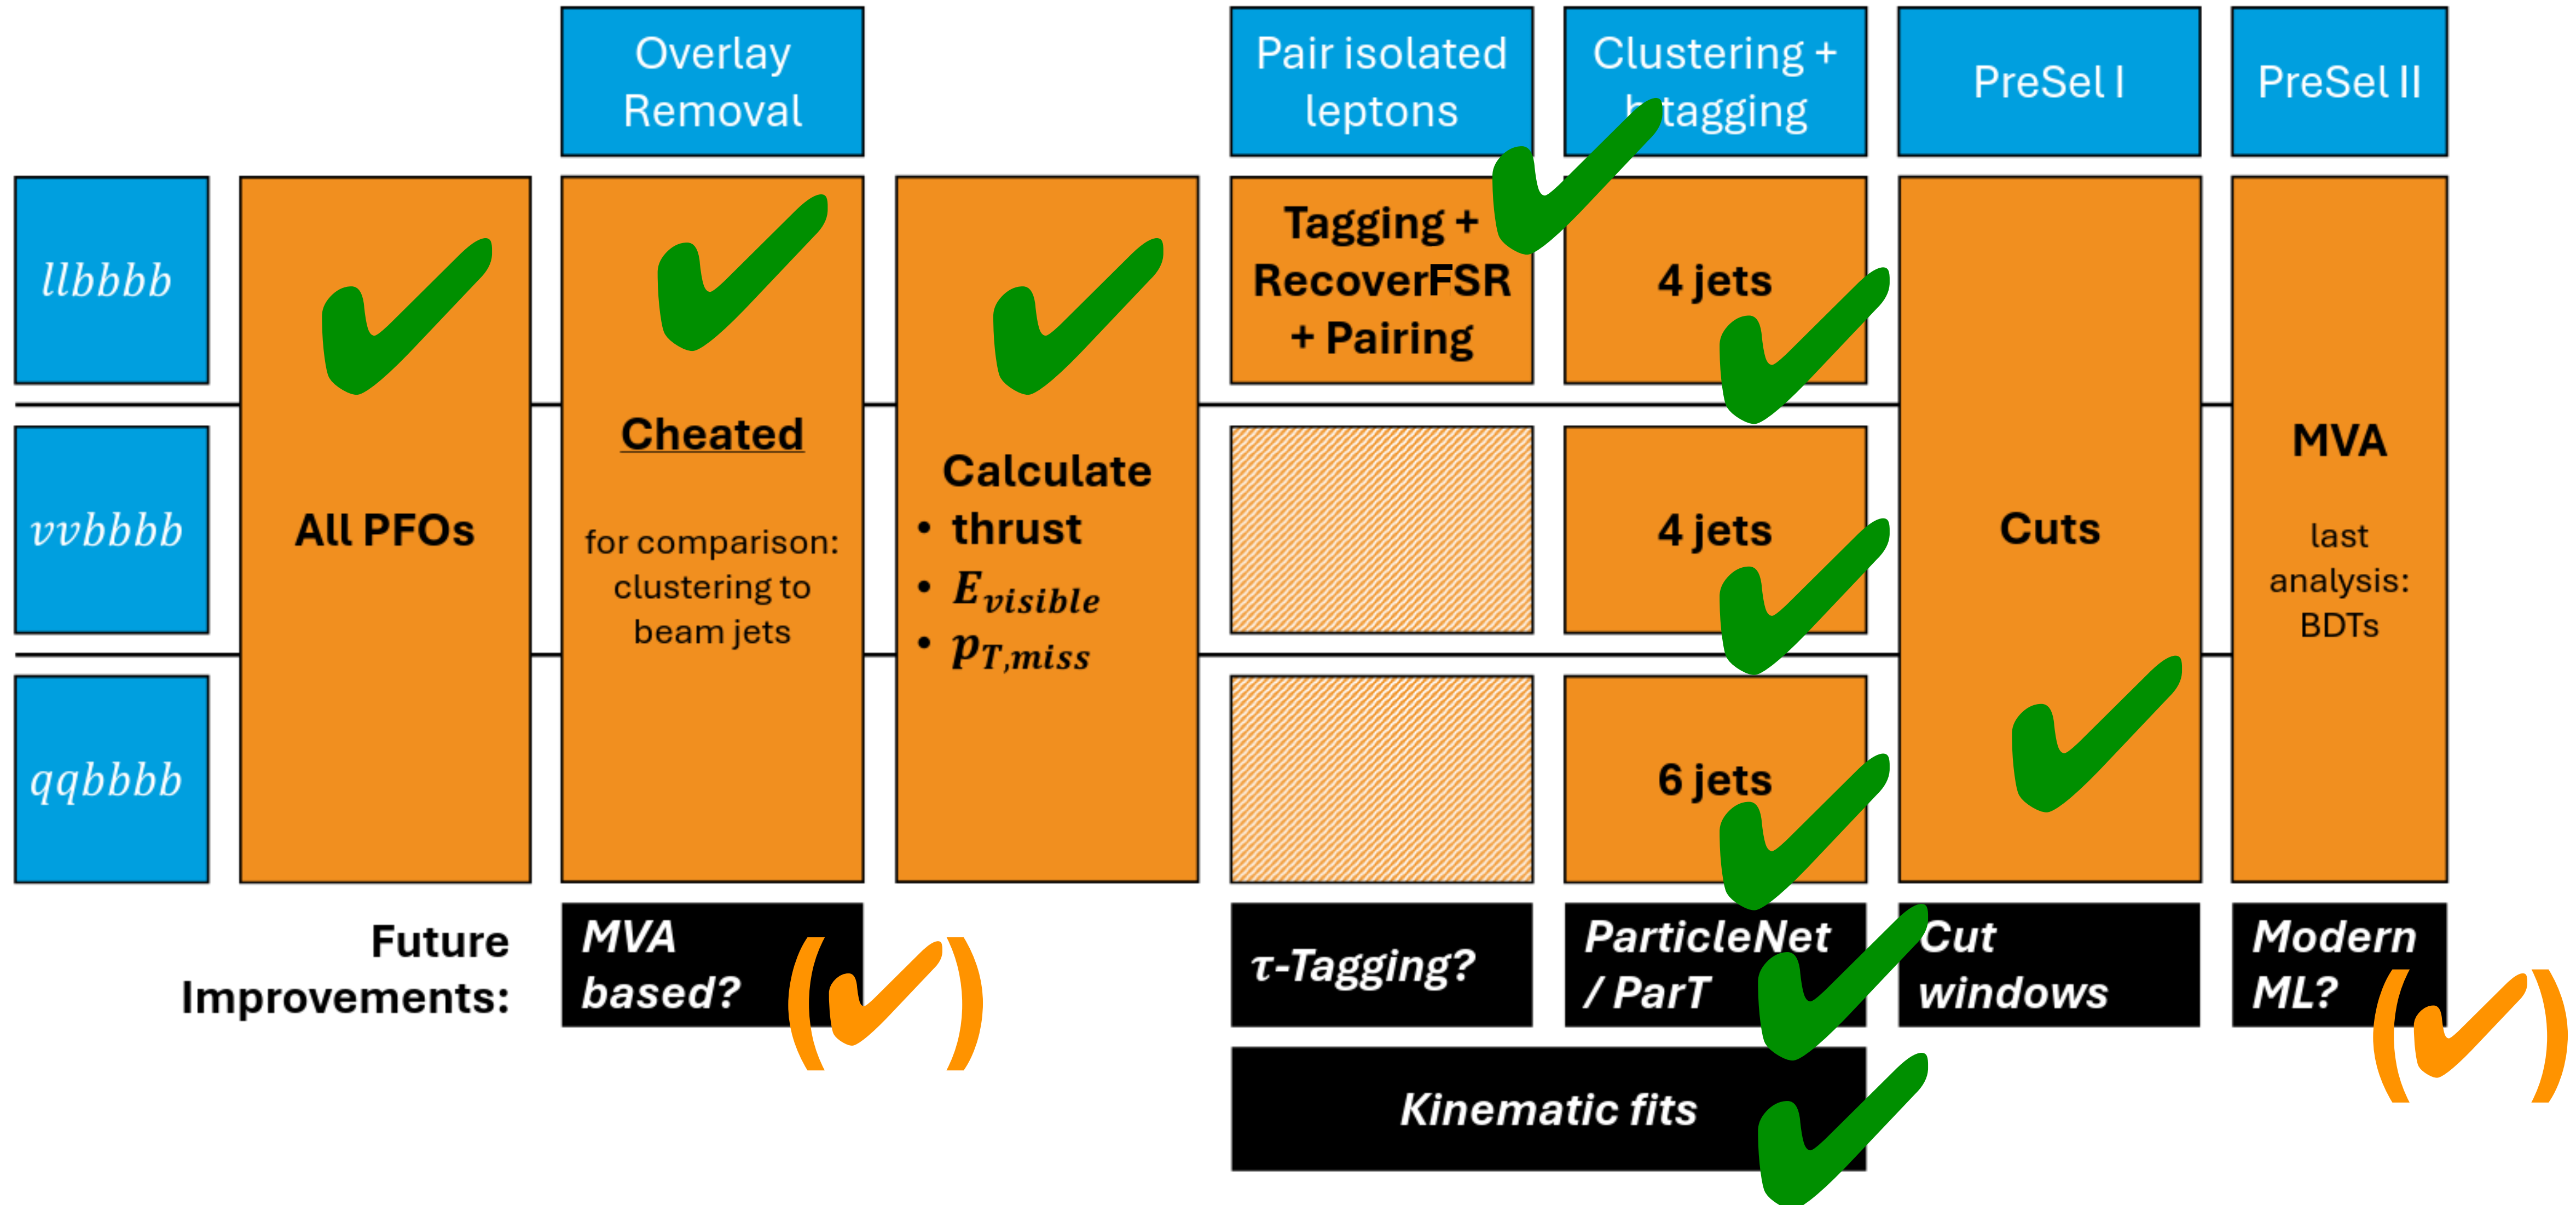 Overlay
Removal
Pair isolated
leptons
Clustering +
tagging
PreSel I
PreSel II
llbbbb
ννbbbb
qqbbbb
All PFOs
Cheated
for comparison:
clustering to
beam jets
Calculate
• thrust
• E_visible
• p_T,miss
Tagging +
RecoverFSR
+ Pairing
4 jets
4 jets
6 jets
Cuts
MVA
last
analysis:
BDTs
Future
Improvements:
MVA
based?
τ-Tagging?
ParticleNet
/ ParT
Cut
windows
Modern
ML?
Kinematic fits